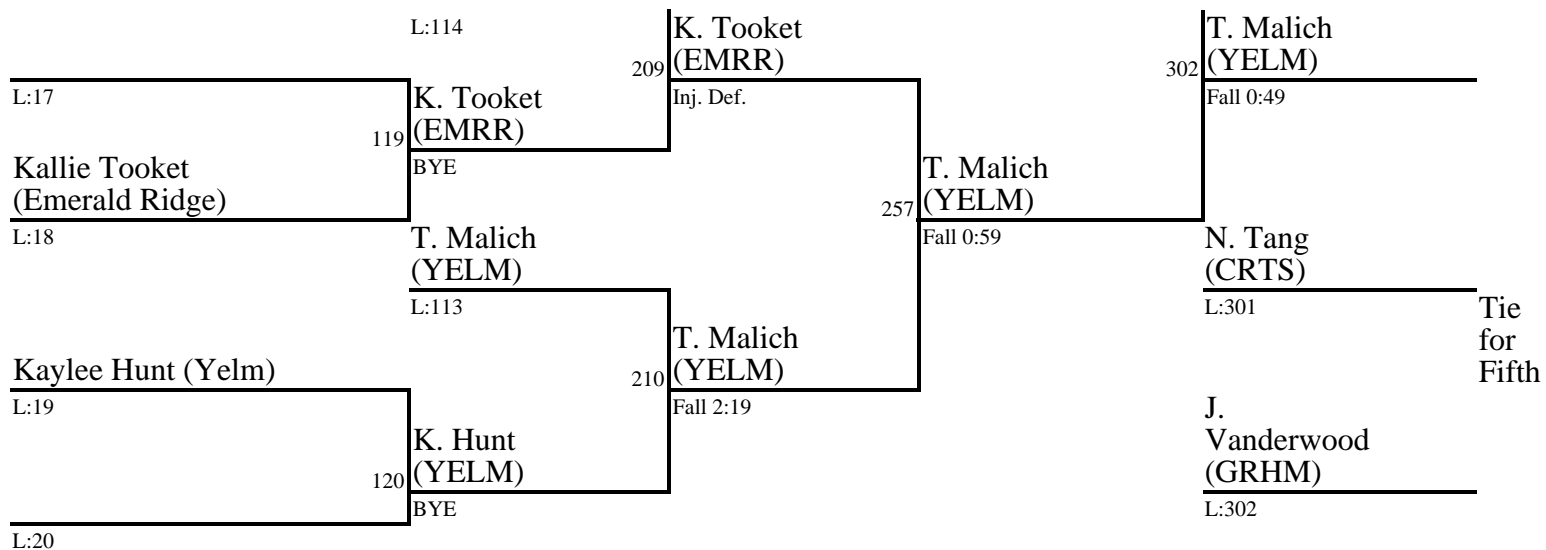 L:114
K. Tooket
(EMRR)
209
Inj. Def.
T. Malich
(YELM)
302
Fall 0:49
L:17
K. Tooket
(EMRR)
119
BYE
Kallie Tooket
(Emerald Ridge)
L:18
T. Malich
(YELM)
257
Fall 0:59
T. Malich
(YELM)
L:113
N. Tang
(CRTS)
L:301
Tie
for
Fifth
T. Malich
(YELM)
210
Fall 2:19
Kaylee Hunt (Yelm)
L:19
K. Hunt
(YELM)
120
BYE
J.
Vanderwood
(GRHM)
L:302
L:20